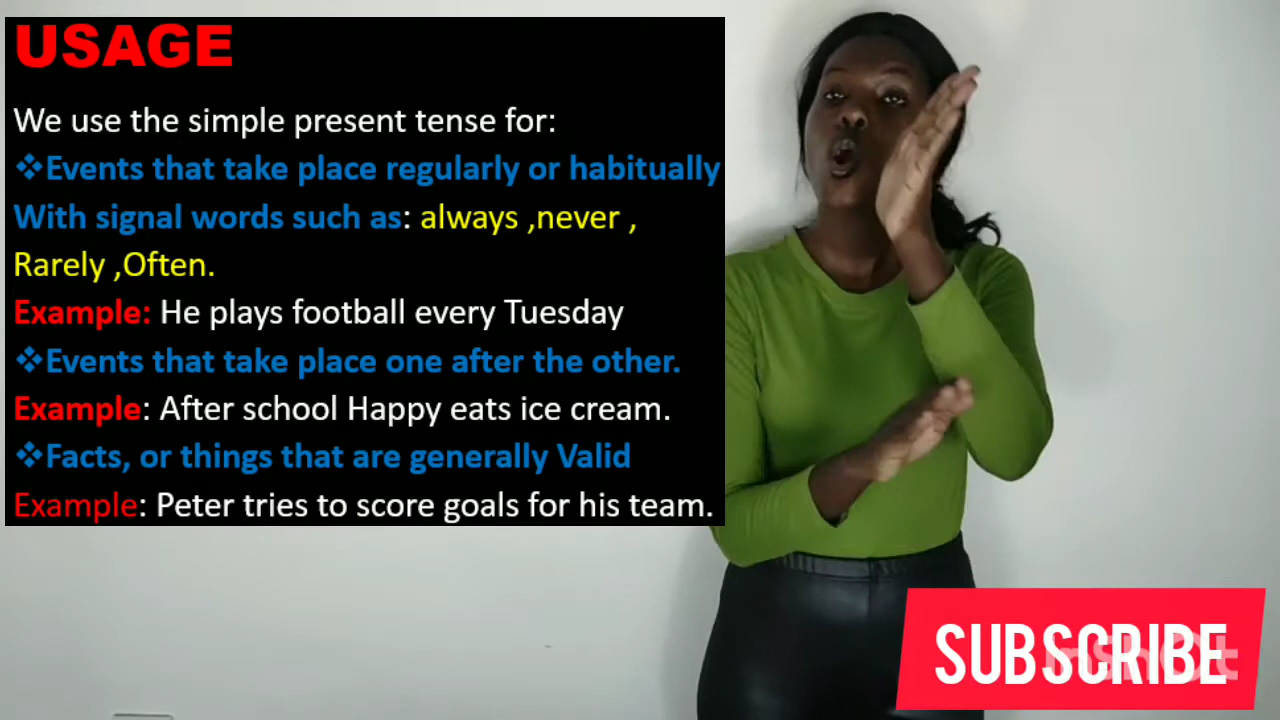 USAGE
We use the simple present tense for:
❖Events that take place regularly or habitually
With signal words such as: always ,never ,
Rarely ,Often.
Example: He plays football every Tuesday
❖Events that take place one after the other.
Example: After school Happy eats ice cream.
❖Facts, or things that are generally Valid
Example: Peter tries to score goals for his team.
SUBSCRIBE
InShOt